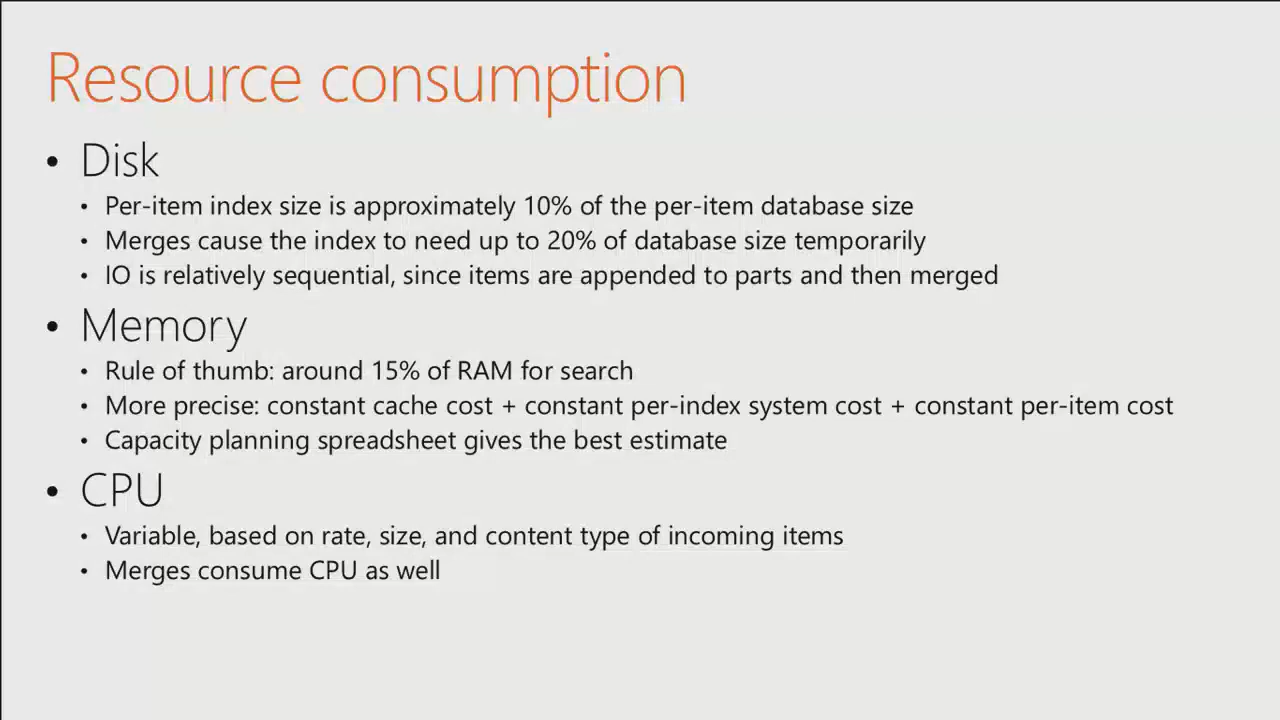 Resource consumption
• Disk
• Per-item index size is approximately 10% of the per-item database size
• Merges cause the index to need up to 20% of database size temporarily
• IO is relatively sequential, since items are appended to parts and then merged
• Memory
• Rule of thumb: around 15% of RAM for search
• More precise: constant cache cost + constant per-index system cost + constant per-item cost
• Capacity planning spreadsheet gives the best estimate
• CPU
• Variable, based on rate, size, and content type of incoming items
• Merges consume CPU as well